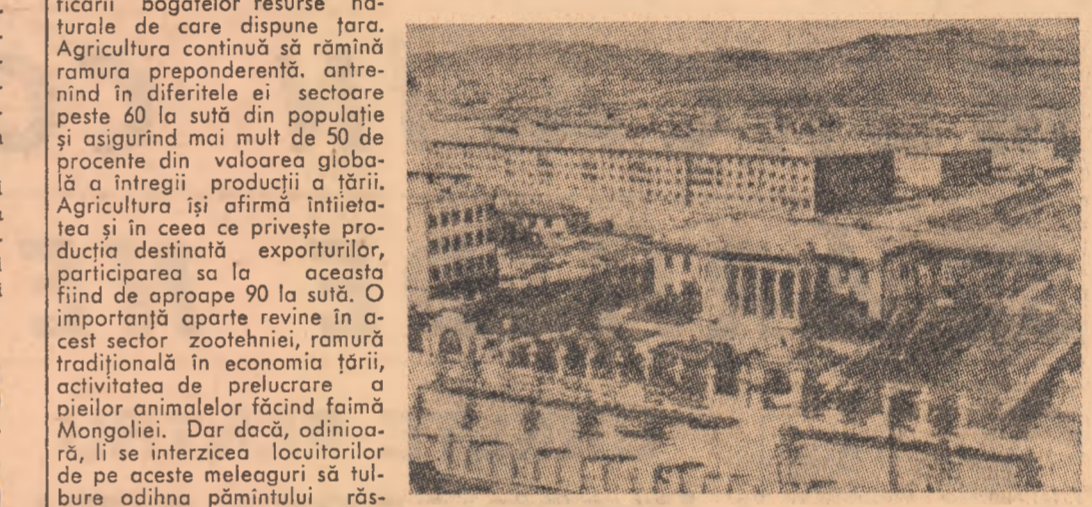 ficării bogatelor resurse na-
turale de care dispune țara.
Agricultura continuă să rămînă
ramura preponderentă. antre-
nînd în diferitele ei sectoare
peste 60 la sută din populație
și asigurînd mai mult de 50 de
procente din valoarea globa-
lă a întregii producții a țării.
Agricultura își afirmă întiieta-
tea și în ceea ce privește pro-
ducția destinată exporturilor,
participarea sa la aceasta
fiind de aproape 90 la sută. O
importanță aparte revine în a-
cest sector zootehniei, ramură
tradițională în economia țării,
activitatea de prelucrare a
pieilor animalelor făcînd faimă
Mongoliei. Dar dacă, odinioa-
ră, li se interzicea locuitorilor
de pe aceste meleaguri să tul-
bure odihna pămîntului răs-